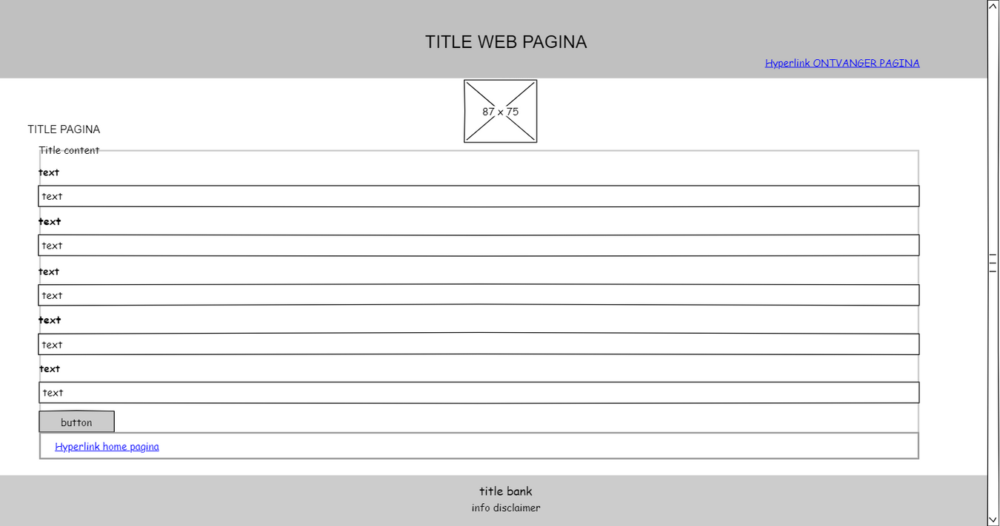 TITLE WEB PAGINA
Hyperlink ONTVANGER PAGINA
87 x 75
TITLE PAGINA
Title content
text
text
text
text
text
text
text
text
text
text
button
Hyperlink home pagina
title bank
info disclaimer